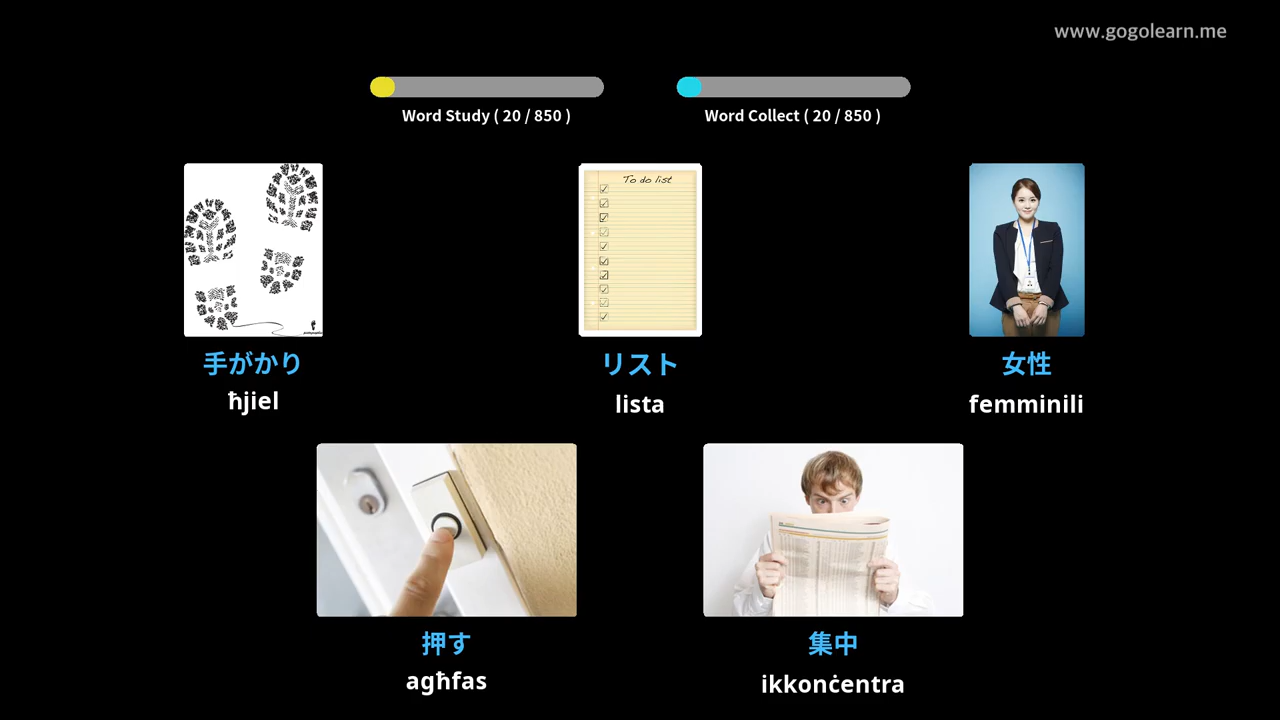 www.gogolearn.me
Word Study ( 20 / 850 )
Word Collect ( 20 / 850 )
To do list
手がかり
リスト
女性
ħjiel
lista
femminili
押す
集中
agħfas
ikkonċentra